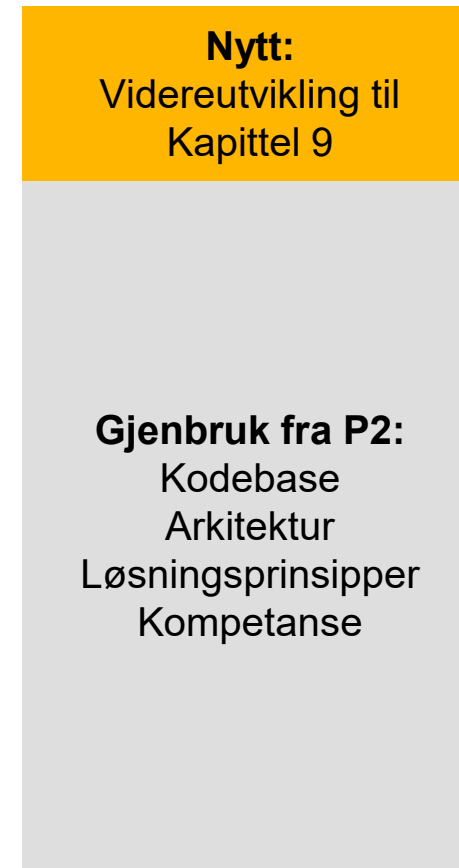 Nytt:
Videreutvikling til
Kapittel 9
Gjenbruk fra P2:
Kodebase
Arkitektur
Løsningsprinsipper
Kompetanse